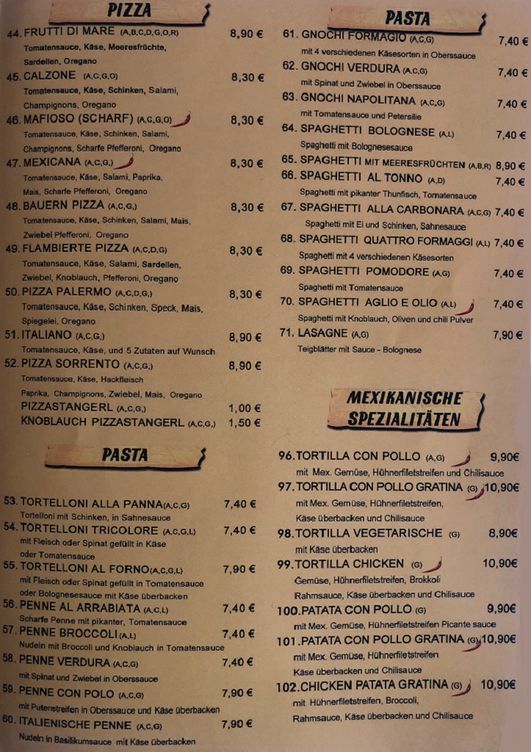 PIZZA
44. FRUTTI DI MARE (A,B,C,D,G,O,R) 8,90 €
Tomatensauce, Käse, Meeresfrüchte,
Sardellen, Oregano
45. CALZONE (A,C,G,O) 8,30 €
Tomatensauce, Käse, Schinken, Salami,
Champignons, Oregano
46. MAFIOSO (SCHARF) (A,C,G,O) 8,30 €
Tomatensauce, Käse, Schinken, Salami,
Champignons, Scharfe Pfefferoni, Oregano
47. MEXICANA (A,C,G,) 8,30 €
Tomatensauce, Käse, Salami, Paprika,
Mais, Scharfe Pfefferoni, Oregano
48. BAUERN PIZZA (A,C,G,) 8,30 €
Tomatensauce, Käse, Schinken, Salami, Mais,
Zwiebel Pfefferoni, Oregano
49. FLAMBIERTE PIZZA (A,C,D,G) 8,30 €
Tomatensauce, Käse, Salami, Sardellen,
Zwiebel, Knoblauch, Pfefferoni, Oregano
50. PIZZA PALERMO (A,C,D,G,) 8,30 €
Tomatensauce, Käse, Schinken, Speck, Mais,
Spiegelei, Oregano
51. ITALIANO (A,C,G,) 8,90 €
Tomatensauce, Käse, und 5 Zutaten auf Wunsch
52. PIZZA SORRENTO (A,C,G,) 8,90 €
Tomatensauce, Käse, Hackfleisch
Paprika, Champignons, Zwiebel, Mais, Oregano
PIZZASTANGERL (A,C,G,) 1,00 €
KNOBLAUCH PIZZASTANGERL (A,C,G,) 1,50 €
PASTA
53. TORTELLONI ALLA PANNA (A,C,G) 7,40 €
Tortelloni mit Schinken, in Sahnesauce
54. TORTELLONI TRICOLORE (A,C,G,L) 7,40 €
mit Fleisch oder Spinat gefüllt in Käse
oder Tomatensauce
55. TORTELLONI AL FORNO (A,C,G,L) 7,90 €
mit Fleisch oder Spinat gefüllt in Tomatensauce
oder Bolognesesauce mit Käse überbacken
56. PENNE AL ARRABIATA (A,C,L) 7,40 €
Scharfe Penne mit pikanter, Tomatensauce
57. PENNE BROCCOLI (A,L) 7,40 €
Nudeln mit Broccoli und Knoblauch in Tomatensauce
58. PENNE VERDURA (A,C,G) 7,40 €
mit Spinat und Zwiebel in Oberssauce
59. PENNE CON POLO (A,C,G) 7,90 €
mit Putenstreifen in Oberssauce und Käse überbacken
60. ITALIENISCHE PENNE (A,C,G) 7,90 €
Nudeln in Basilikumsauce mit Käse überbacken
PASTA
61. GNOCHI FORMAGIO (A,C,G) 7,40 €
mit 4 verschiedenen Käsesorten in Oberssauce
62. GNOCHI VERDURA (A,C,G) 7,40 €
mit Spinat und Zwiebel in Oberssauce
63. GNOCHI NAPOLITANA (A,C,G) 7,40 €
mit Tomatensauce und Petersilie
64. SPAGHETTI BOLOGNESE (A,L) 7,40 €
Spaghetti mit Bolognesesauce
65. SPAGHETTI MIT MEERESFRÜCHTEN (A,B,R) 8,90 €
66. SPAGHETTI AL TONNO (A,D) 7,40 €
Spaghetti mit pikanter Thunfisch, Tomatensauce
67. SPAGHETTI ALLA CARBONARA (A,C,G) 7,40 €
Spaghetti mit Ei und Schinken, Sahnesauce
68. SPAGHETTI QUATTRO FORMAGGI (A,L) 7,40 €
Spaghetti mit 4 verschiedenen Käsesorten
69. SPAGHETTI POMODORE (A,G) 7,40 €
Spaghetti mit Tomatensauce
70. SPAGHETTI AGLIO E OLIO (A,L) 7,40 €
Spaghetti mit Knoblauch, Oliven und chili Pulver
71. LASAGNE (A,G) 7,90 €
Teigblätter mit Sauce - Bolognese
MEXIKANISCHE
SPEZIALITÄTEN
96. TORTILLA CON POLLO (A,G) 9,90€
mit Mex. Gemüse, Hühnerfiletstreifen und Chilisauce
97. TORTILLA CON POLLO GRATINA (G) 10,90€
mit Mex. Gemüse, Hühnerfiletstreifen,
Käse überbacken und Chilisauce
98. TORTILLA VEGETARISCHE (G) 8,90€
mit Käse überbacken
99. TORTILLA CHICKEN (G) 10,90€
Gemüse, Hühnerfiletstreifen, Brokkoli
Rahmsauce, Käse überbacken und Chilisauce
100. PATATA CON POLLO (G) 9,90€
mit Mex. Gemüse, Hühnerfiletstreifen Picante sauce
101. PATATA CON POLLO GRATINA (G) 10,90€
mit Mex. Gemüse, Hühnerfiletstreifen,
Käse überbacken und Chilisauce
102. CHICKEN PATATA GRATINA (G) 10,90€
mit Hühnerfiletstreifen, Broccoli,
Rahmsauce, Käse überbacken und Chilisauce